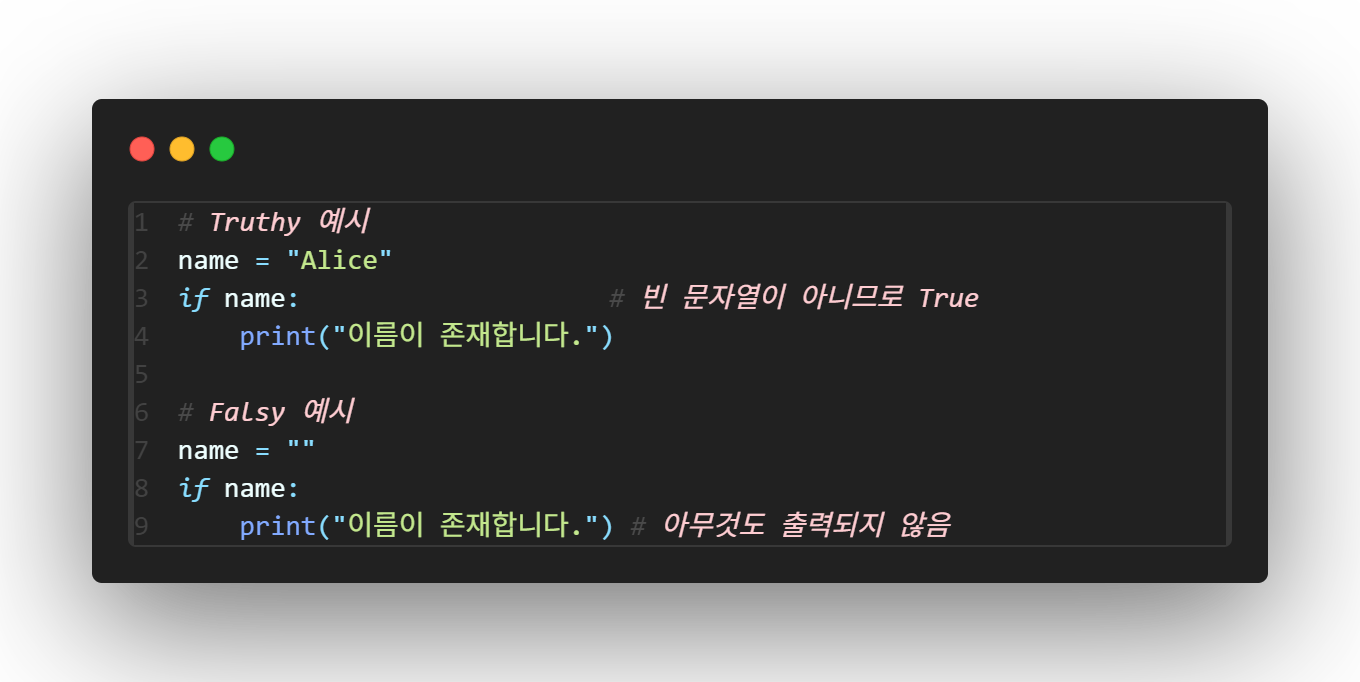 1 # Truthy 예시
2 name = "Alice"
3 if name: # 빈 문자열이 아니므로 True
4 print("이름이 존재합니다.")
5
6 # Falsy 예시
7 name = ""
8 if name:
9 print("이름이 존재합니다.") # 아무것도 출력되지 않음